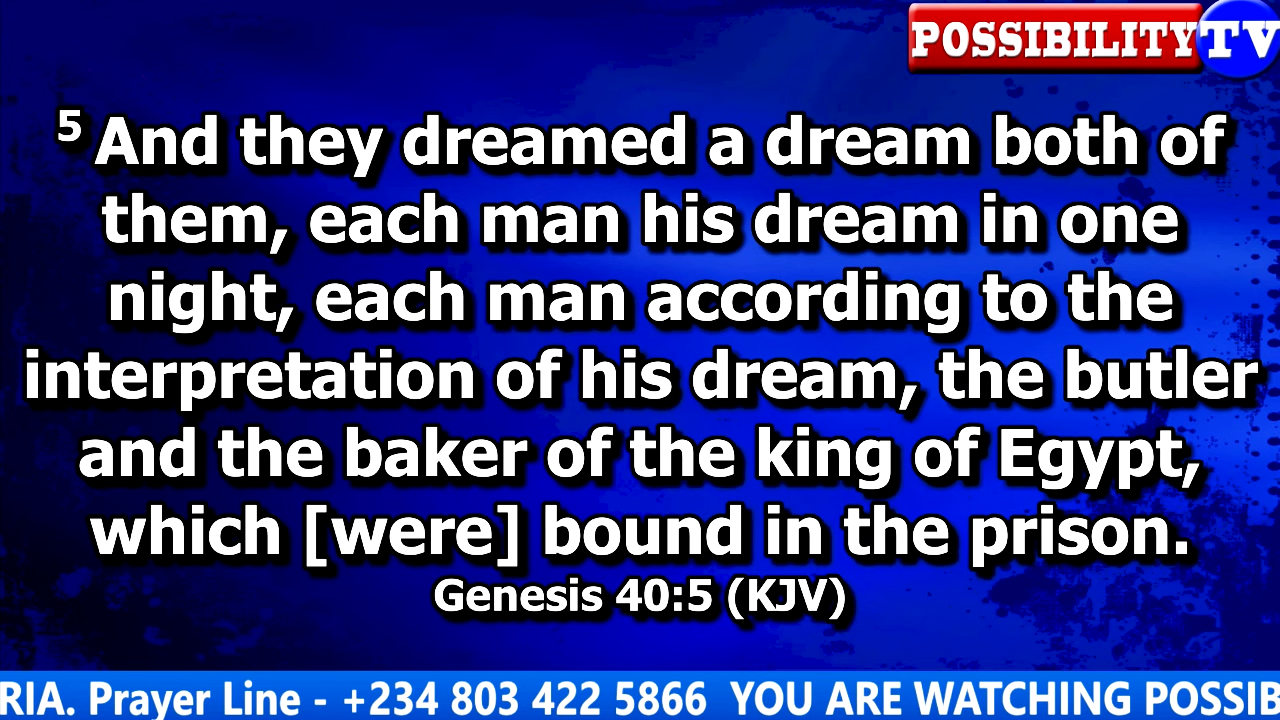 POSSIBILITY TV
5 And they dreamed a dream both of
them, each man his dream in one
night, each man according to the
interpretation of his dream, the butler
and the baker of the king of Egypt,
which [were] bound in the prison.
Genesis 40:5 (KJV)
RIA. Prayer Line - +234 803 422 5866 YOU ARE WATCHING POSSIB